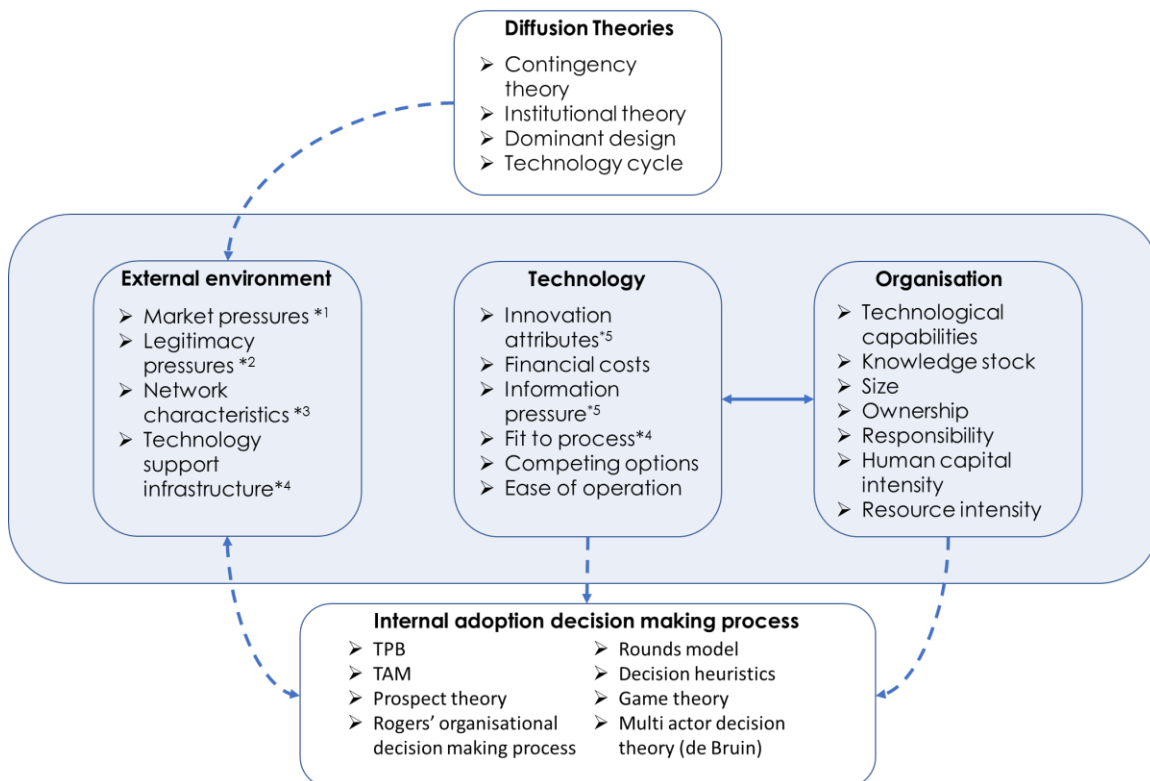 Diffusion Theories
➢ Contingency
theory
➢ Institutional theory
➢ Dominant design
➢ Technology cycle
External environment
➢ Market pressures *1
➢ Legitimacy
pressures *2
➢ Network
characteristics *3
➢ Technology
support
infrastructure*4
Technology
➢ Innovation
attributes*5
➢ Financial costs
➢ Information
pressure*5
➢ Fit to process*4
➢ Competing options
➢ Ease of operation
Organisation
➢ Technological
capabilities
➢ Knowledge stock
➢ Size
➢ Ownership
➢ Responsibility
➢ Human capital
intensity
➢ Resource intensity
Internal adoption decision making process
➢ TPB
➢ TAM
➢ Prospect theory
➢ Rogers’ organisational
decision making process
➢ Rounds model
➢ Decision heuristics
➢ Game theory
➢ Multi actor decision
theory (de Bruin)